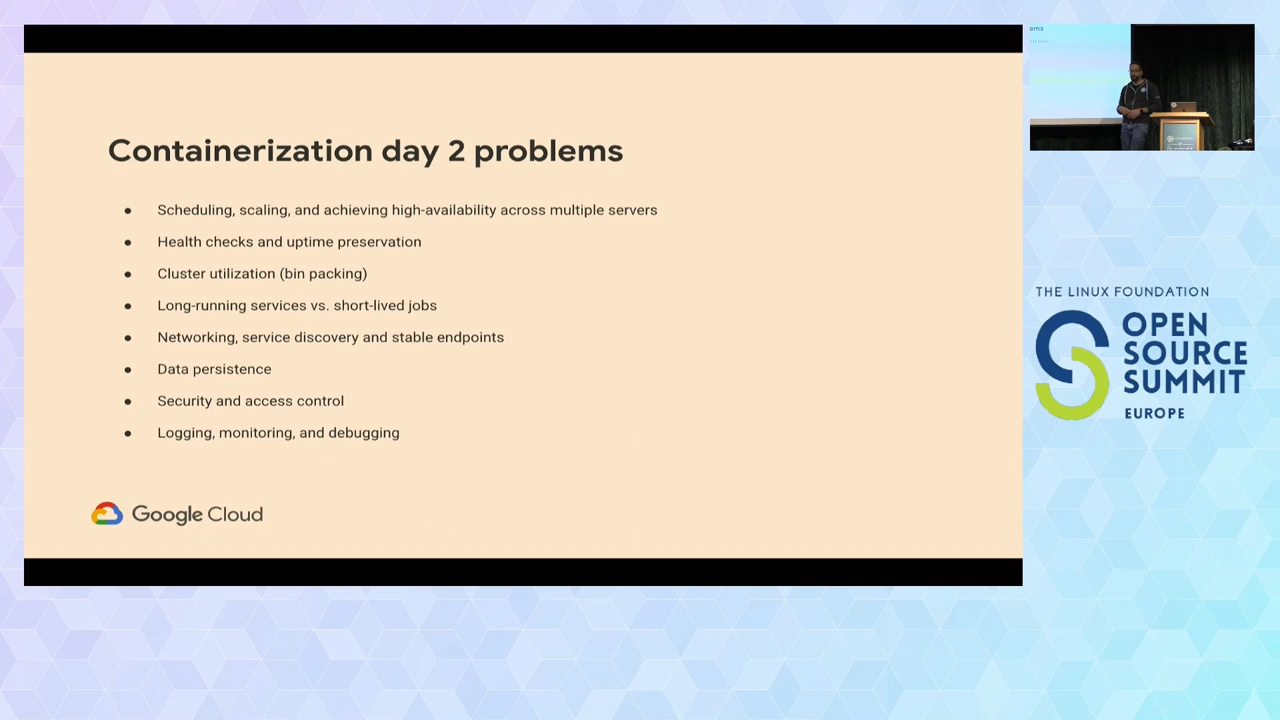 Containerization day 2 problems
● Scheduling, scaling, and achieving high-availability across multiple servers
● Health checks and uptime preservation
● Cluster utilization (bin packing)
● Long-running services vs. short-lived jobs
● Networking, service discovery and stable endpoints
● Data persistence
● Security and access control
● Logging, monitoring, and debugging
Google Cloud
oms
THE LINUX FOUNDATION
OPEN
SOURCE
SUMMIT
EUROPE